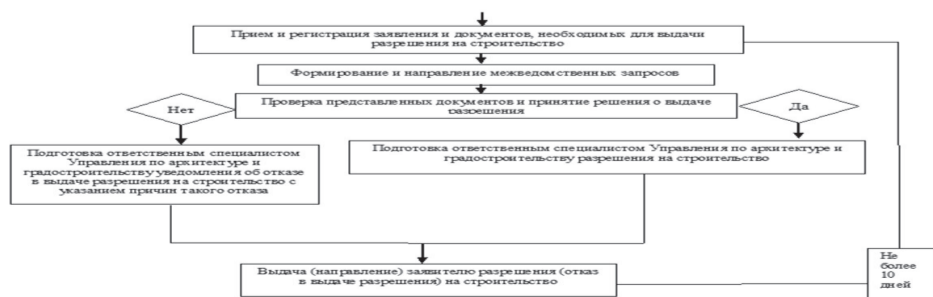 Прием и регистрация заявления и документов, необходимых для выдачи
разрешения на строительство
Формирование и направление межведомственных запросов
Нет
Проверка представленных документов и принятие решения о выдаче
разрешения
Да
Подготовка ответственным специалистом
Управления по архитектуре и
градостроительству уведомления об отказе
в выдаче разрешения на строительство с
указанием причин такого отказа
Подготовка ответственным специалистом Управления по архитектуре и
градостроительству разрешения на строительство
Выдача (направление) заявителю разрешения (отказ
в выдаче разрешения) на строительство
Не
более
10
дней